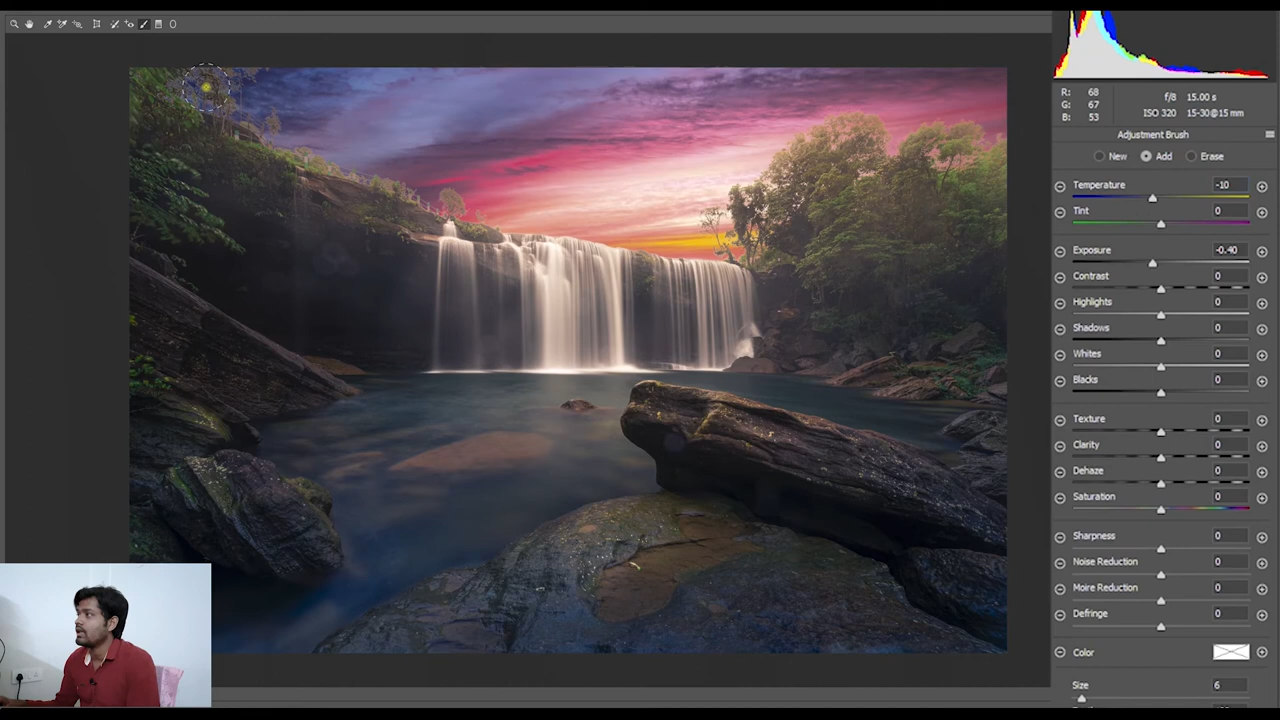 R: 68
G: 67
B: 53
f/8 15.00 s
ISO 320 15-30@15 mm
Adjustment Brush
New Add Erase
Temperature -10
Tint 0
Exposure -0.40
Contrast 0
Highlights 0
Shadows 0
Whites 0
Blacks 0
Texture 0
Clarity 0
Dehaze 0
Saturation 0
Sharpness 0
Noise Reduction 0
Moire Reduction 0
Defringe 0
Color
Size 6